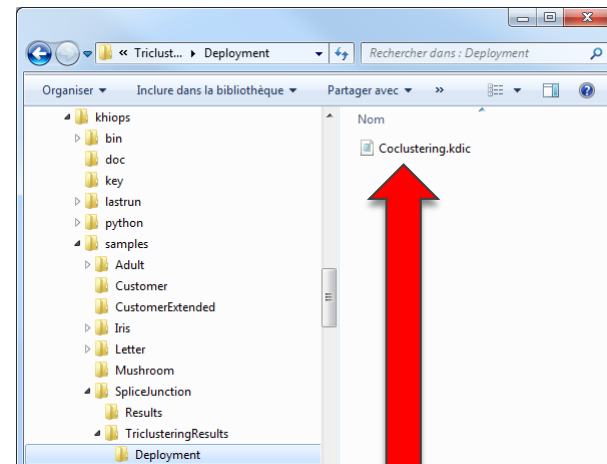 « Triclust... ▸ Deployment
Rechercher dans : Deployment
Organiser Inclure dans la bibliothèque Partager avec »
khiops
bin
doc
key
lastrun
python
samples
Adult
Customer
CustomerExtended
Iris
Letter
Mushroom
SpliceJunction
Results
TriclusteringResults
Deployment
Nom
Coclustering.kdic